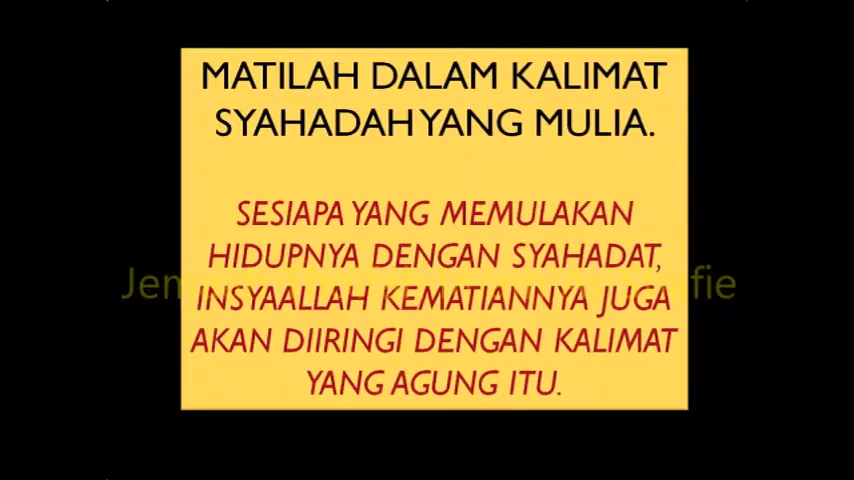 MATILAH DALAM KALIMAT
SYAHADAH YANG MULIA.
SESIAPA YANG MEMULAKAN
HIDUPNYA DENGAN SYAHADAT,
INSYAALLAH KEMATIANNYA JUGA
AKAN DIIRINGI DENGAN KALIMAT
YANG AGUNG ITU.